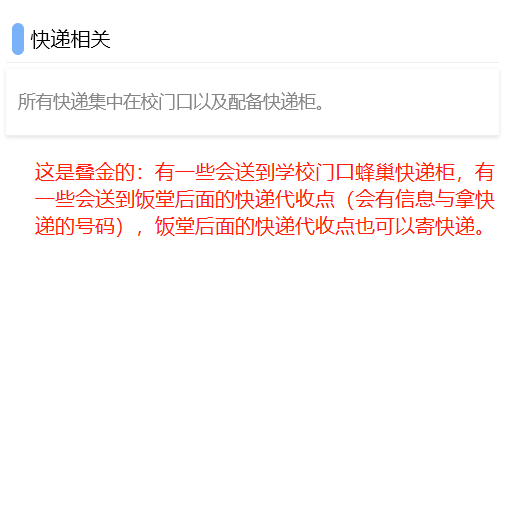 快递相关
所有快递集中在校门口以及配备快递柜。
这是叠金的：有一些会送到学校门口蜂巢快递柜，有
一些会送到饭堂后面的快递代收点（会有信息与拿快
递的号码），饭堂后面的快递代收点也可以寄快递。